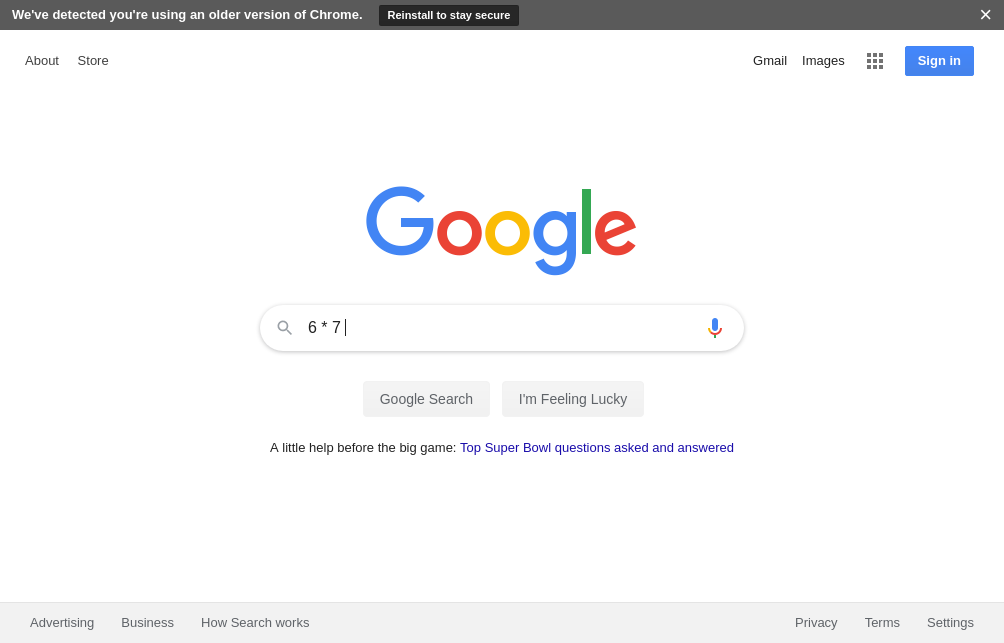 We've detected you're using an older version of Chrome. Reinstall to stay secure
About Store Gmail Images Sign in
Google
6 * 7
Google Search I'm Feeling Lucky
A little help before the big game: Top Super Bowl questions asked and answered
Advertising Business How Search works Privacy Terms Settings